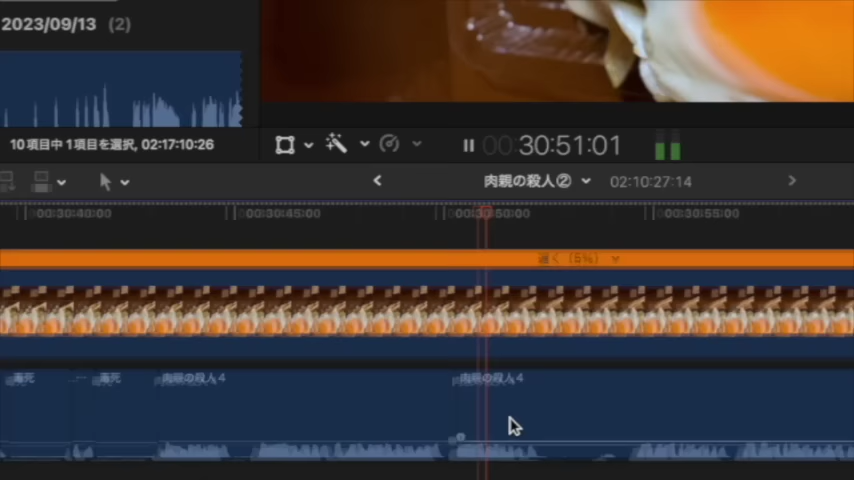 2023/09/13 (2)
10項目中1項目を選択, 02:17:10:26
00:30:51:01
肉親の殺人② 02:10:27:14
00:30:40:00 00:30:45:00 00:30:50:00 00:30:55:00
遅く (5%)
毒死 毒死 肉親の殺人4 肉親の殺人4